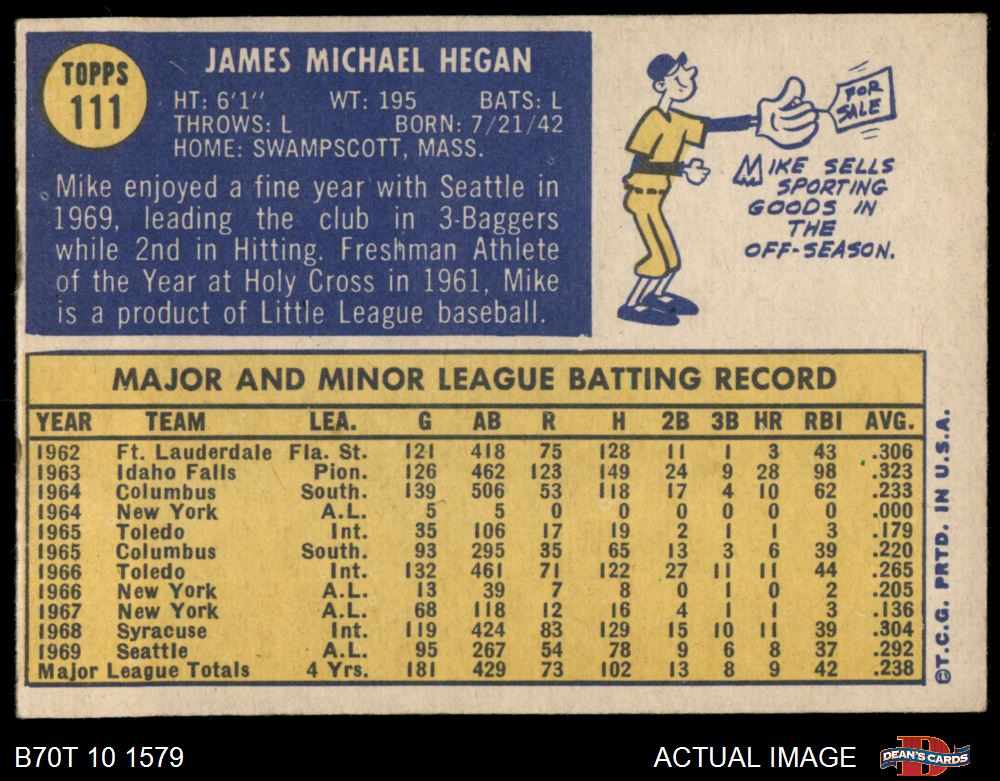 TOPPS
111
JAMES MICHAEL HEGAN
HT: 6'1" WT: 195 BATS: L
THROWS: L BORN: 7/21/42
HOME: SWAMPSCOTT, MASS.
Mike enjoyed a fine year with Seattle in
1969, leading the club in 3-Baggers
while 2nd in Hitting. Freshman Athlete
of the Year at Holy Cross in 1961, Mike
is a product of Little League baseball.
FOR
SALE
MIKE SELLS
SPORTING
GOODS IN
THE
OFF-SEASON.
MAJOR AND MINOR LEAGUE BATTING RECORD
YEAR TEAM LEA. G AB R H 2B 3B HR RBI AVG.
1962 Ft. Lauderdale Fla. St. 121 418 75 128 11 1 3 43 .306
1963 Idaho Falls Pion. 126 462 123 149 24 9 28 98 .323
1964 Columbus South. 139 506 53 118 17 4 10 62 .233
1964 New York A.L. 5 5 0 0 0 0 0 0 .000
1965 Toledo Int. 35 106 17 19 2 1 1 3 .179
1965 Columbus South. 93 295 35 65 13 3 6 39 .220
1966 Toledo Int. 132 461 71 122 27 11 11 44 .265
1966 New York A.L. 13 39 7 8 0 1 0 2 .205
1967 New York A.L. 68 118 12 16 4 1 1 3 .136
1968 Syracuse Int. 119 424 83 129 15 10 11 39 .304
1969 Seattle A.L. 95 267 54 78 9 6 8 37 .292
Major League Totals 4 Yrs. 181 429 73 102 13 8 9 42 .238
©T.C.G. PRTD. IN U.S.A.
B70T 10 1579
ACTUAL IMAGE
DEAN'S CARDS